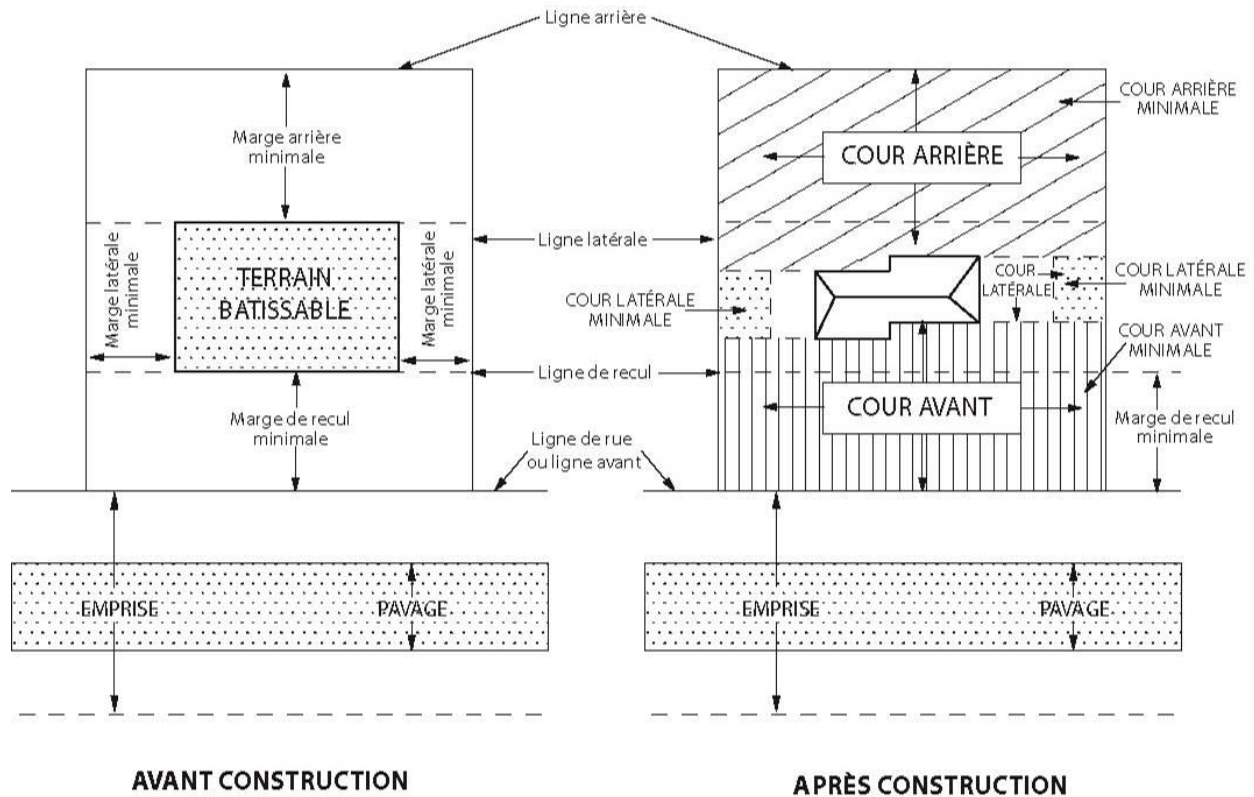 Ligne arrière
Marge arrière
minimale
COUR ARRIÈRE
MINIMALE
COUR ARRIÈRE
Marge latérale
minimale
TERRAIN
BATISSABLE
Marge latérale
minimale
Ligne latérale
COUR LATÉRALE
MINIMALE
COUR
LATÉRALE
COUR LATÉRALE
MINIMALE
COUR AVANT
MINIMALE
Ligne de recul
Marge de recul
minimale
COUR AVANT
Marge de recul
minimale
Ligne de rue
ou ligne avant
EMPRISE
PAVAGE
EMPRISE
PAVAGE
AVANT CONSTRUCTION
APRÈS CONSTRUCTION